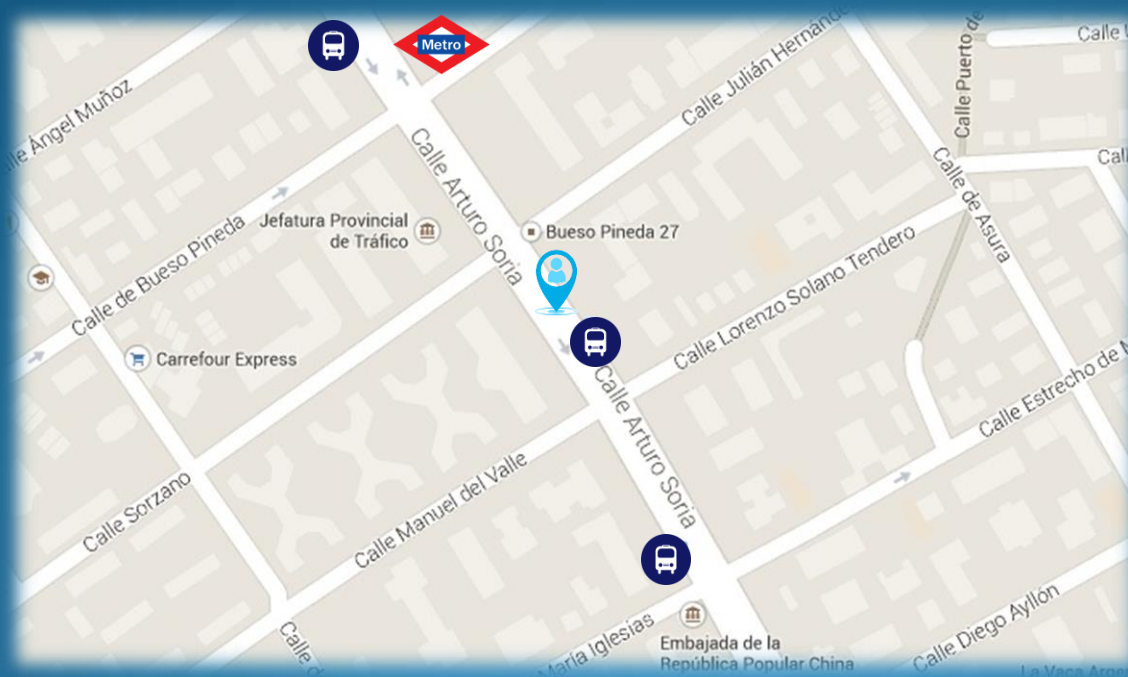 Metro
Calle Ángel Muñoz
Calle Julián Hernánde
Calle Puerto de
Calle
Calle Arturo Soria
Calle de Asura
Jefatura Provincial
de Tráfico
Bueso Pineda 27
Calle de Bueso Pineda
Calle Lorenzo Solano Tendero
Carrefour Express
Calle Arturo Soria
Calle Estrecho de
Calle Manuel del Valle
Calle Sorzano
María Iglesias
Embajada de la
República Popular China
Calle Diego Ayllón
La Vaca